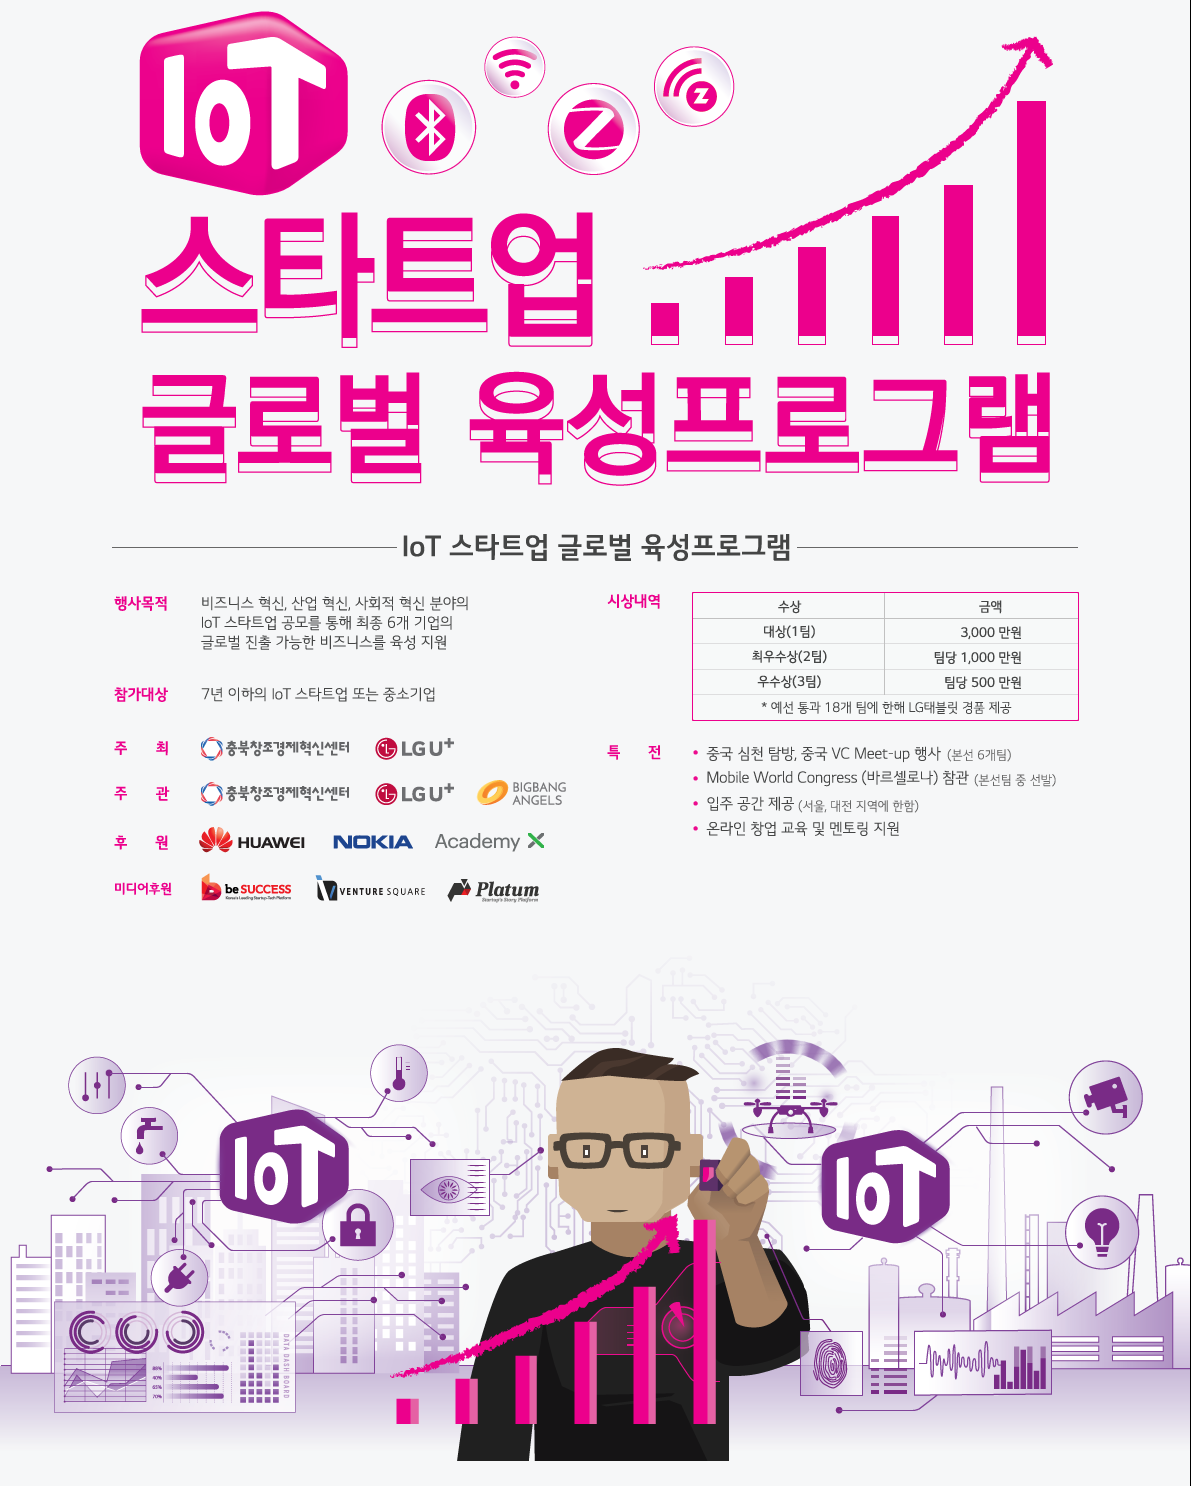 IoT
스타트업
글로벌 육성프로그램
IoT 스타트업 글로벌 육성프로그램
행사목적 비즈니스 혁신, 산업 혁신, 사회적 혁신 분야의
IoT 스타트업 공모를 통해 최종 6개 기업의
글로벌 진출 가능한 비즈니스를 육성 지원
참가대상 7년 이하의 IoT 스타트업 또는 중소기업
주 최 충북창조경제혁신센터 LG U+
주 관 충북창조경제혁신센터 LG U+ BIGBANG ANGELS
후 원 HUAWEI NOKIA Academy X
미디어후원 be SUCCESS Korea's Leading Startup-Tech Platform VENTURE SQUARE Platum Startup's Story Platform
시상내역
수상 금액
대상(1팀) 3,000 만원
최우수상(2팀) 팀당 1,000 만원
우수상(3팀) 팀당 500 만원
* 예선 통과 18개 팀에 한해 LG태블릿 경품 제공
특 전 • 중국 심천 탐방, 중국 VC Meet-up 행사 (본선 6개팀)
• Mobile World Congress (바르셀로나) 참관 (본선팀 중 선발)
• 입주 공간 제공 (서울, 대전 지역에 한함)
• 온라인 창업 교육 및 멘토링 지원
IoT
IoT
DATA DASH BOARD
40%
65%
70%